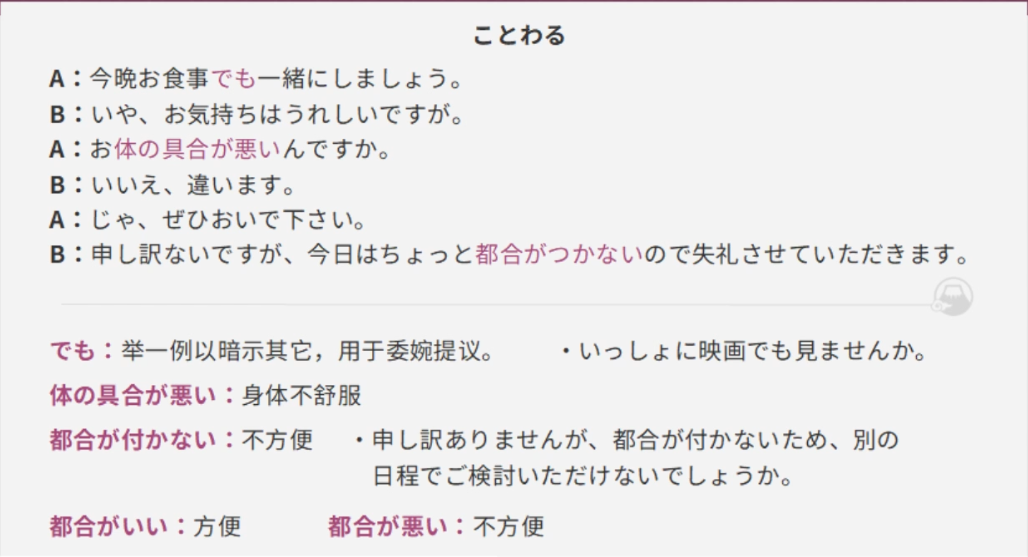 ことわる
A：今晩お食事でも一緒にしましょう。
B：いや、お気持ちはうれしいですが。
A：お体の具合が悪いんですか。
B：いいえ、違います。
A：じゃ、ぜひおいで下さい。
B：申し訳ないですが、今日はちょっと都合がつかないので失礼させていただきます。
でも：举一例以暗示其它，用于委婉提议。　・いっしょに映画でも見ませんか。
体の具合が悪い：身体不舒服
都合が付かない：不方便　・申し訳ありませんが、都合が付かないため、別の
日程でご検討いただけないでしょうか。
都合がいい：方便　都合が悪い：不方便